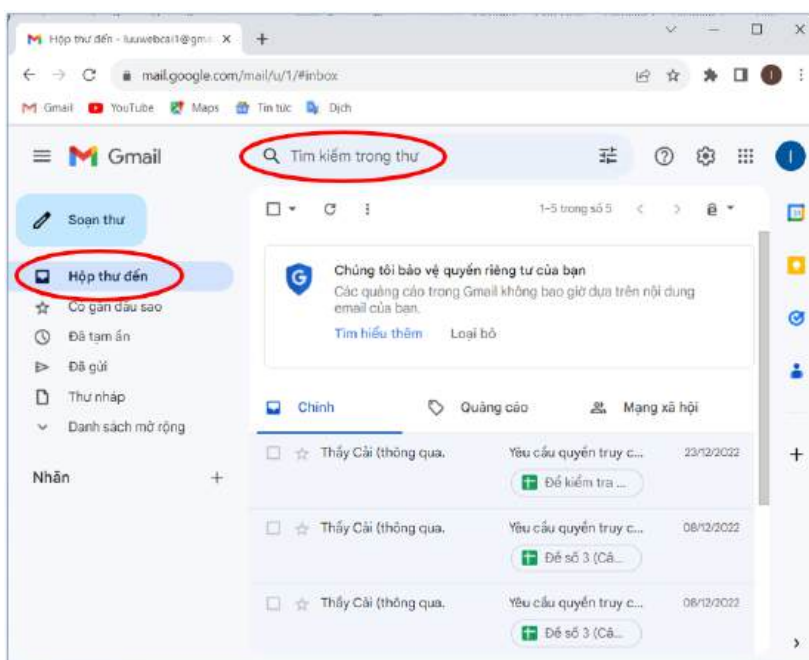 Hộp thư đến - luuwebcai1@gma
mail.google.com/mail/u/1/#inbox
Gmail YouTube Maps Tin tức Dịch
Gmail
Tìm kiếm trong thư
Soạn thư
1–5 trong số 5
Hộp thư đến
Có gắn dấu sao
Đã tạm ẩn
Đã gửi
Thư nháp
Danh sách mở rộng
Nhãn
Chúng tôi bảo vệ quyền riêng tư của bạn
Các quảng cáo trong Gmail không bao giờ dựa trên nội dung
email của bạn.
Tìm hiểu thêm Loại bỏ
Chính Quảng cáo Mạng xã hội
Thầy Cải (thông qua. Yêu cầu quyền truy c... 23/12/2022
Đề kiểm tra ...
Thầy Cải (thông qua. Yêu cầu quyền truy c... 08/12/2022
Đề số 3 (Câ...
Thầy Cải (thông qua. Yêu cầu quyền truy c... 08/12/2022
Đề số 3 (Câ...